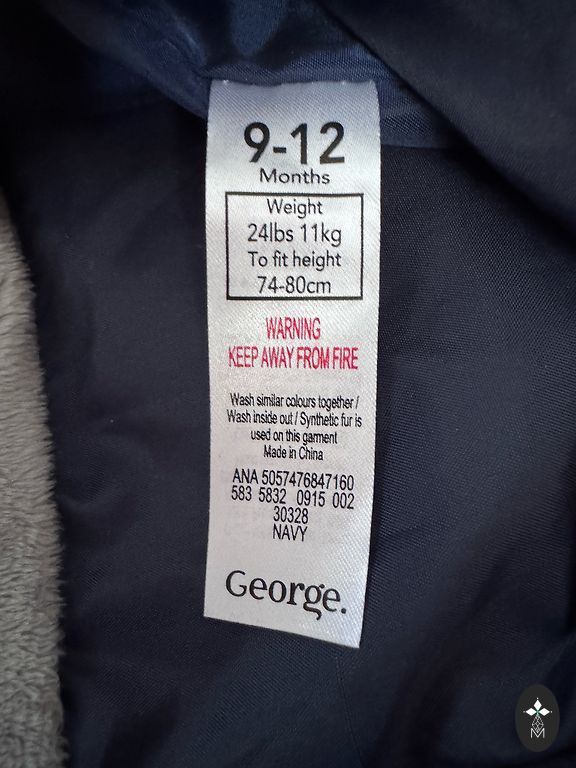 9-12
Months
Weight
24lbs 11kg
To fit height
74-80cm
WARNING
KEEP AWAY FROM FIRE
Wash similar colours together /
Wash inside out / Synthetic fur is
used on this garment
Made in China
ANA 5057476847160
583 5832 0915 002
30328
NAVY
George.